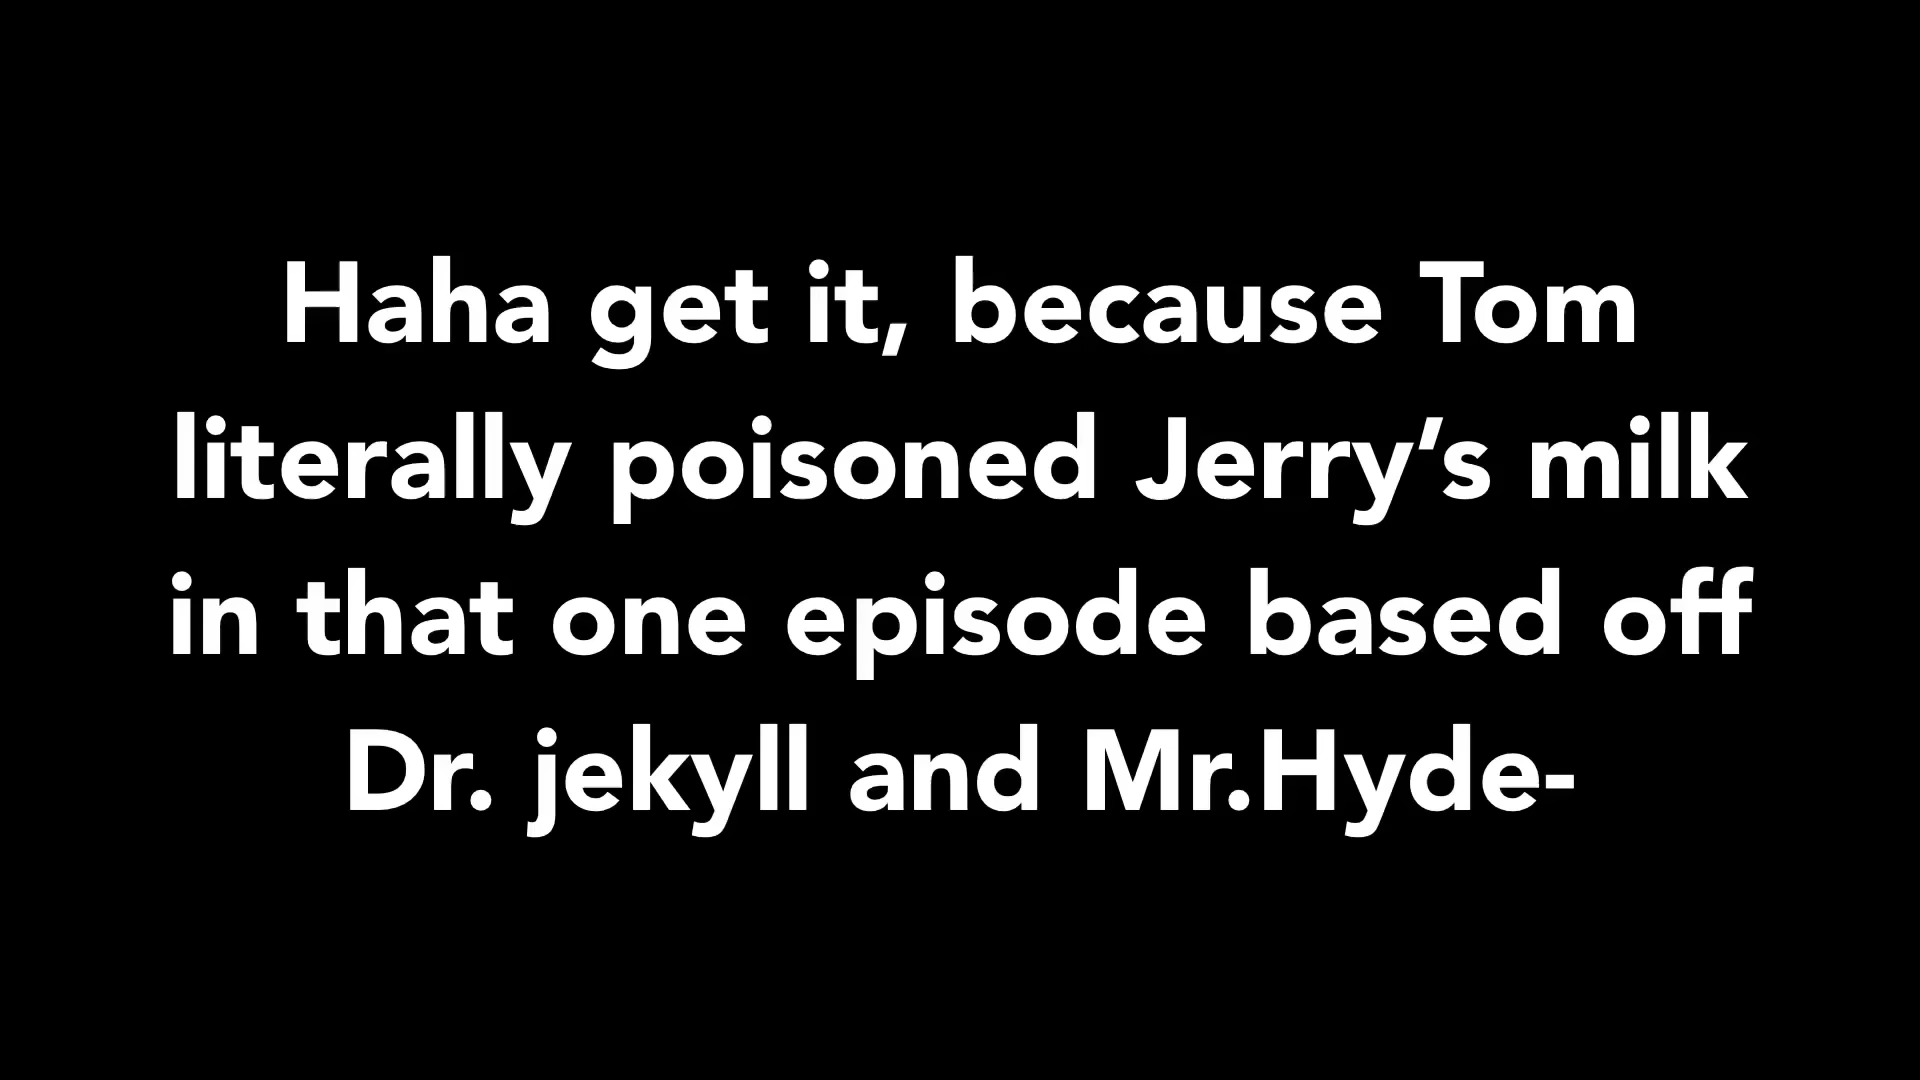 Haha get it, because Tom
literally poisoned Jerry’s milk
in that one episode based off
Dr. jekyll and Mr.Hyde-